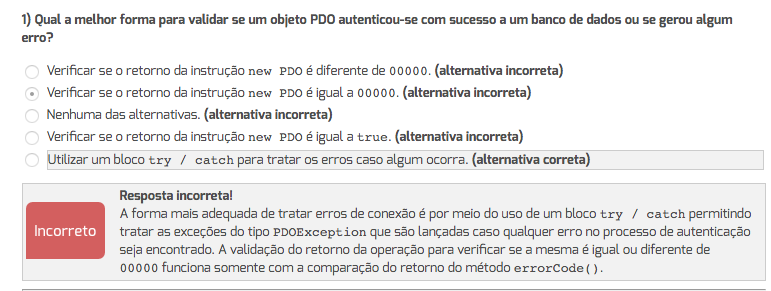 1) Qual a melhor forma para validar se um objeto PDO autenticou-se com sucesso a um banco de dados ou se gerou algum
erro?
Verificar se o retorno da instrução new PDO é diferente de 00000. (alternativa incorreta)
Verificar se o retorno da instrução new PDO é igual a 00000. (alternativa incorreta)
Nenhuma das alternativas. (alternativa incorreta)
Verificar se o retorno da instrução new PDO é igual a true. (alternativa incorreta)
Utilizar um bloco try / catch para tratar os erros caso algum ocorra. (alternativa correta)
Incorreto
Resposta incorreta!
A forma mais adequada de tratar erros de conexão é por meio do uso de um bloco try / catch permitindo
tratar as exceções do tipo PDOException que são lançadas caso qualquer erro no processo de autenticação
seja encontrado. A validação do retorno da operação para verificar se a mesma é igual ou diferente de
00000 funciona somente com a comparação do retorno do método errorCode().